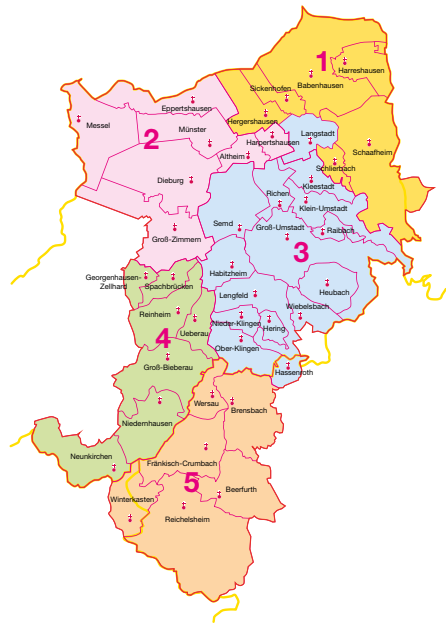 1
Harreshausen
Sickenhofen
Babenhausen
Eppertshausen
Hergershausen
Messel
Münster
2
Harpertshausen
Langstadt
Schaafheim
Altheim
Schlierbach
Dieburg
Kleestadt
Richen
Klein-Umstadt
Semd
Groß-Umstadt
Raibach
Groß-Zimmern
3
Habitzheim
Georgenhausen-
Zeilhard
Spachbrücken
Heubach
Lengfeld
Reinheim
Wiebelsbach
Ueberau
Nieder-Klingen
Hering
4
Ober-Klingen
Groß-Bieberau
Hassenroth
Wersau
Brensbach
Niedernhausen
Neunkirchen
Fränkisch-Crumbach
5
Winterkasten
Beerfurth
Reichelsheim